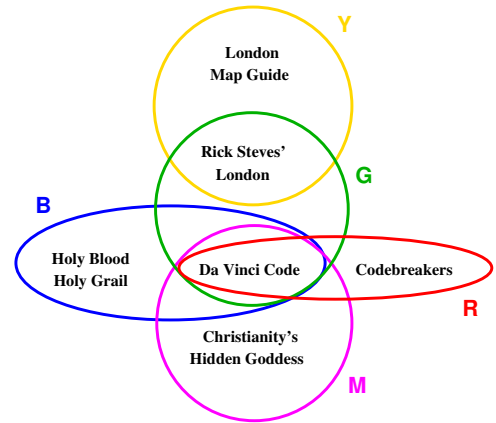 Y
London
Map Guide
Rick Steves'
London
G
B
Holy Blood
Holy Grail
Da Vinci Code
Codebreakers
R
Christianity's
Hidden Goddess
M